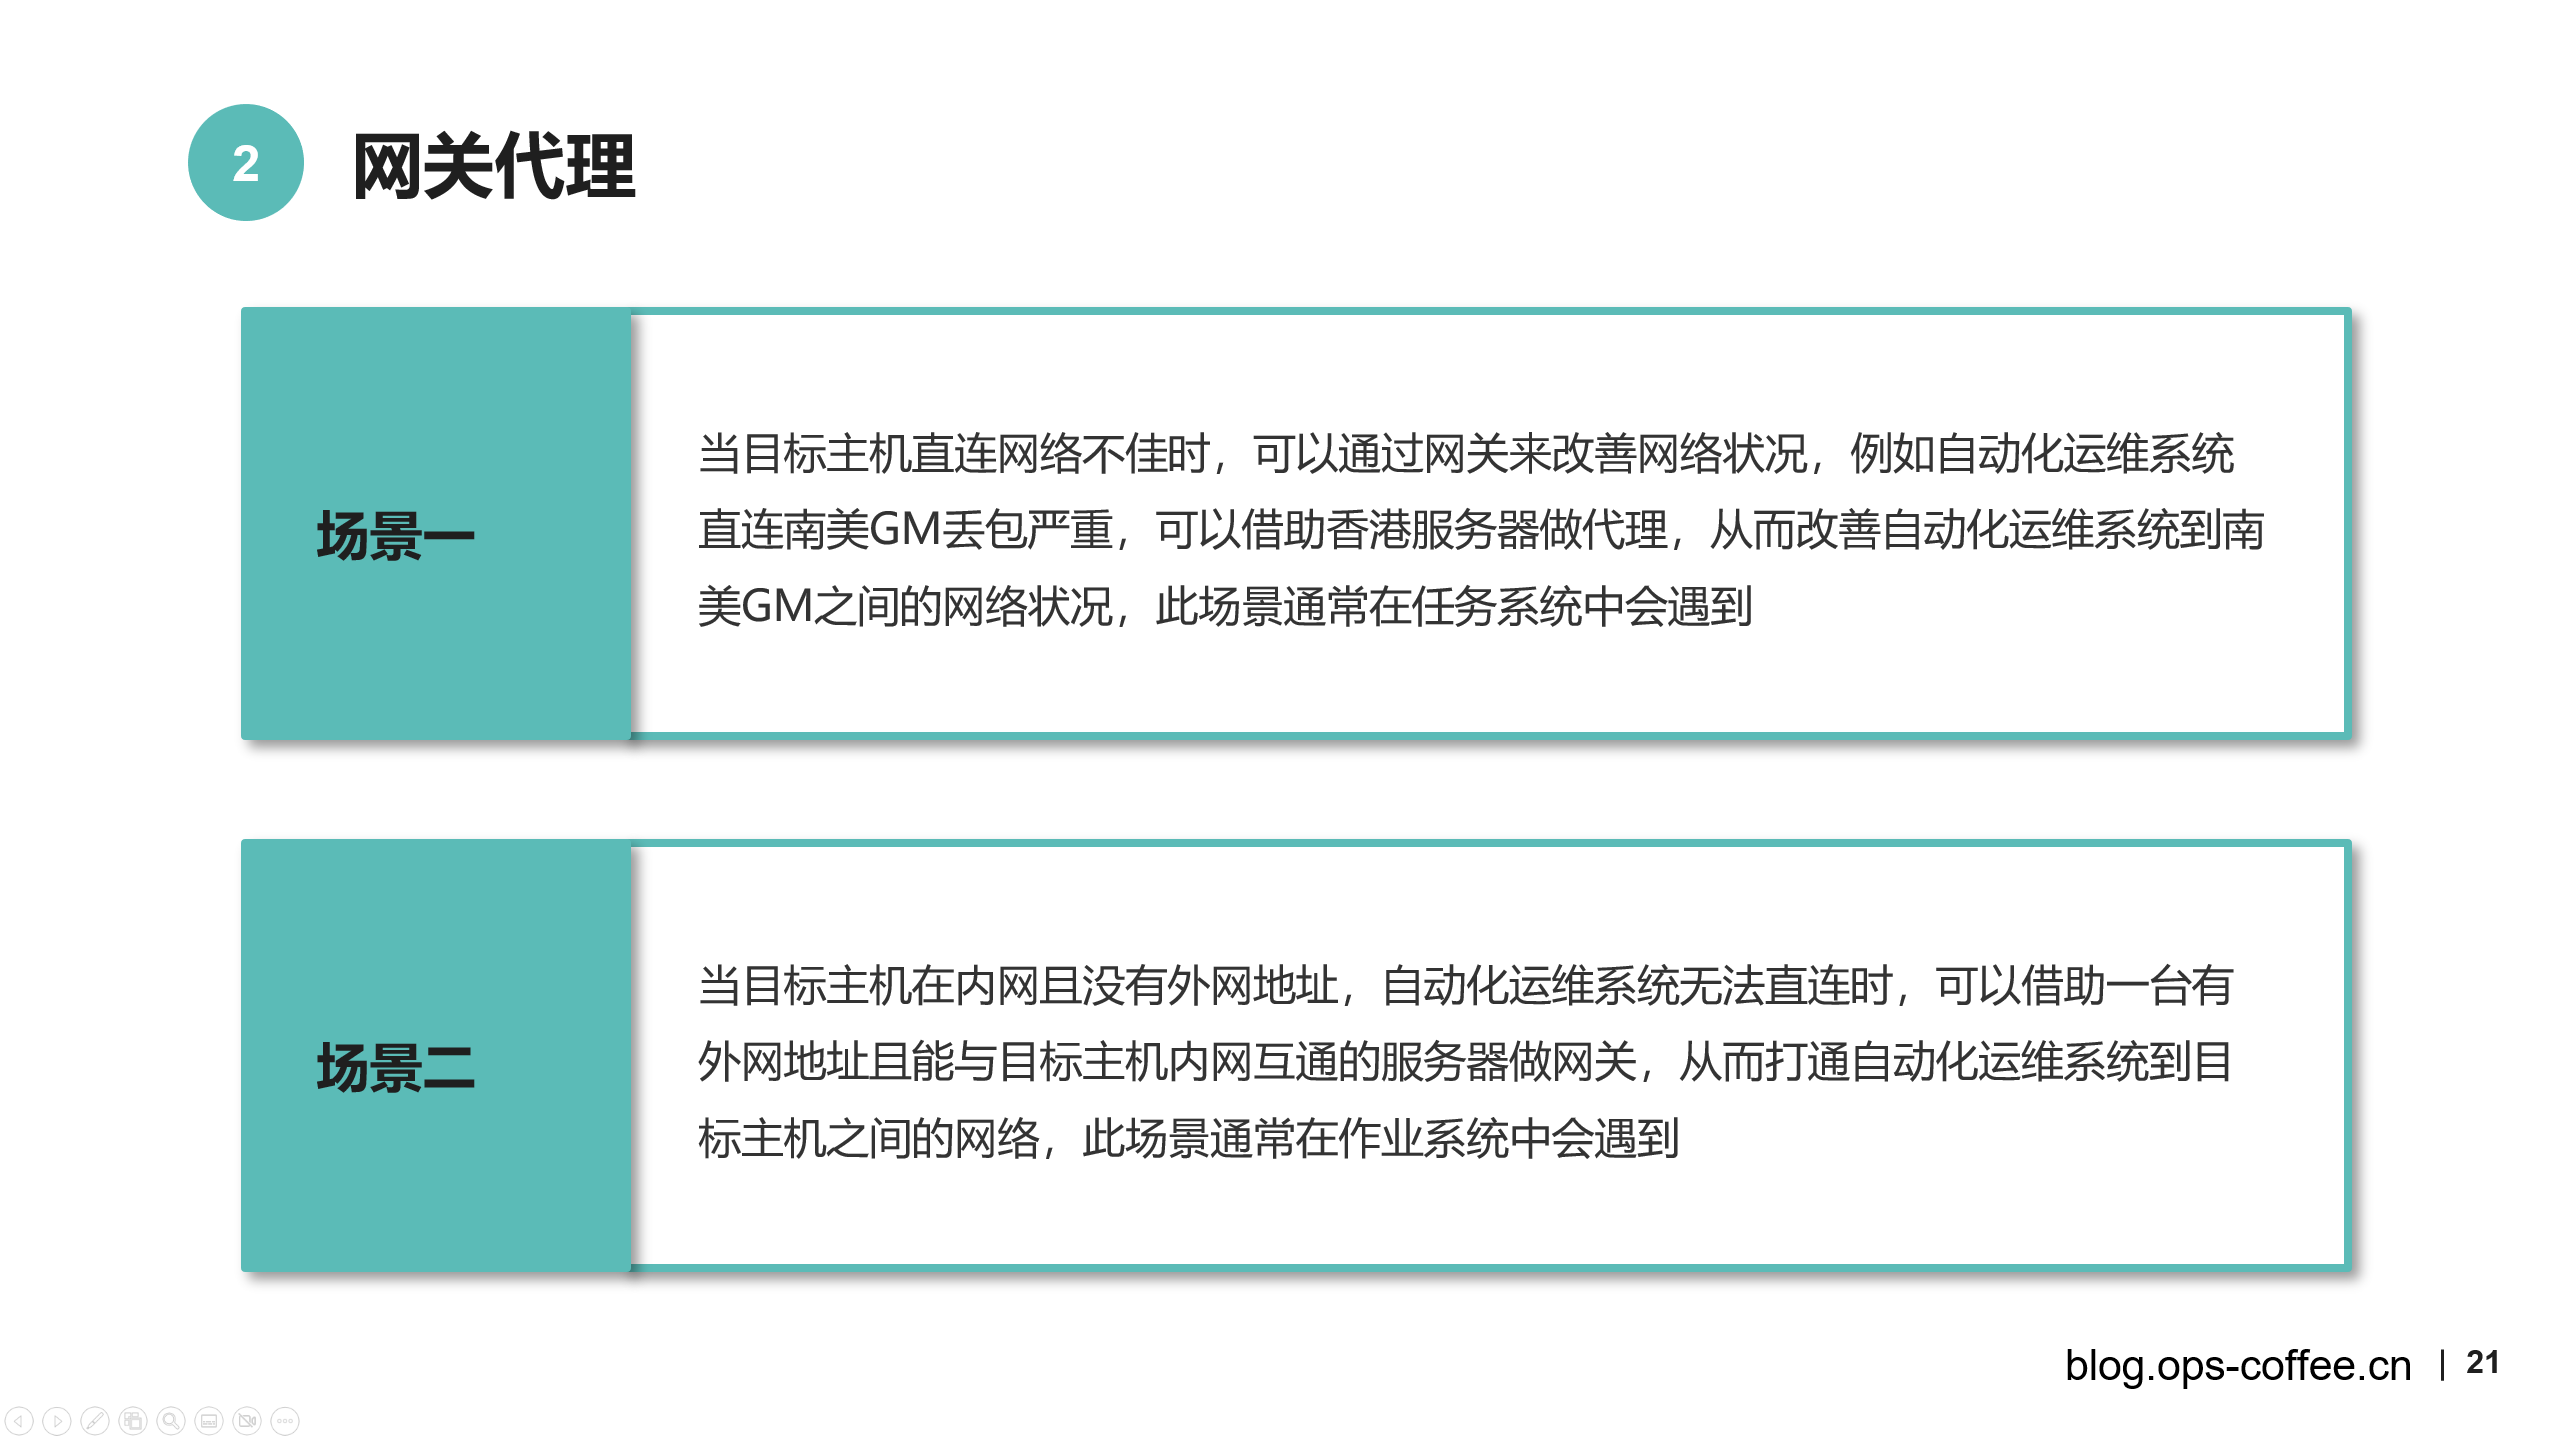 2
网关代理
场景一
当目标主机直连网络不佳时，可以通过网关来改善网络状况，例如自动化运维系统
直连南美GM丢包严重，可以借助香港服务器做代理，从而改善自动化运维系统到南
美GM之间的网络状况，此场景通常在任务系统中会遇到
场景二
当目标主机在内网且没有外网地址，自动化运维系统无法直连时，可以借助一台有
外网地址且能与目标主机内网互通的服务器做网关，从而打通自动化运维系统到目
标主机之间的网络，此场景通常在作业系统中会遇到
blog.ops-coffee.cn | 21